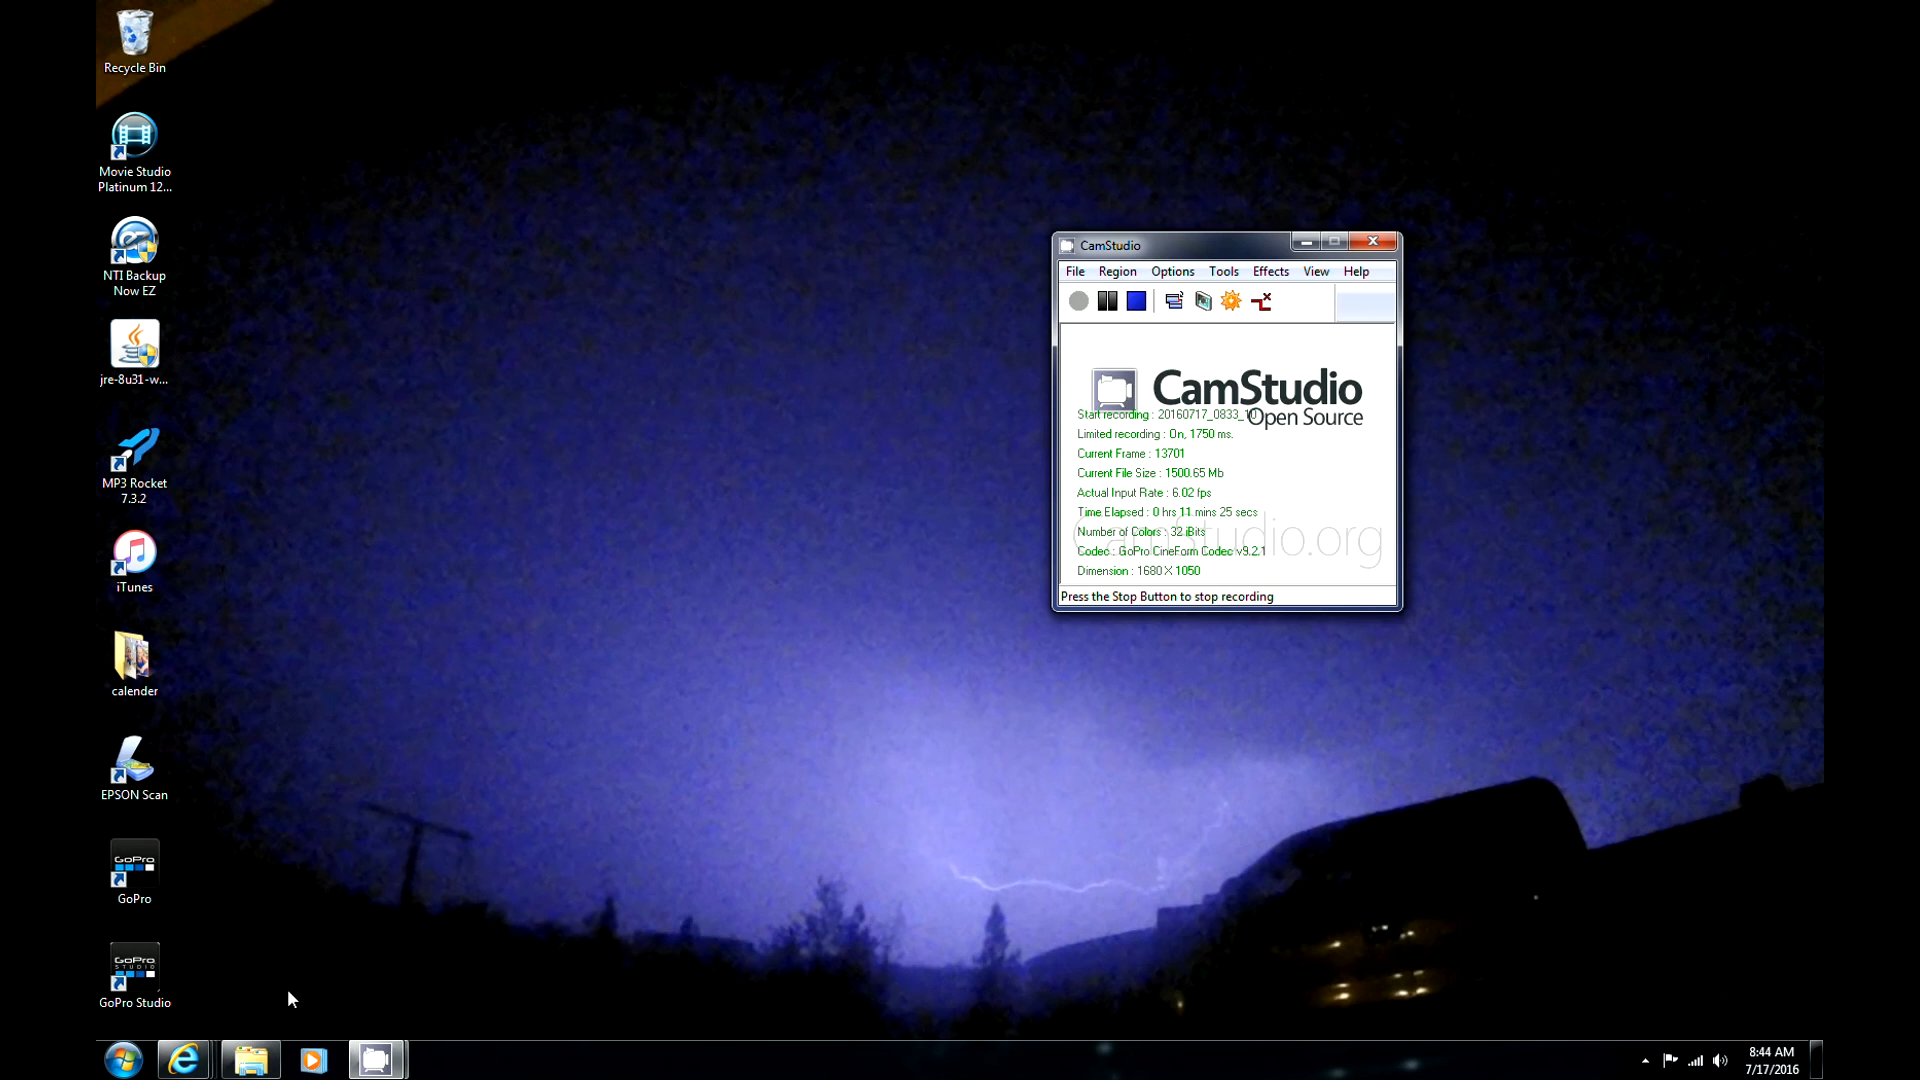 Recycle Bin
Movie Studio
Platinum 12...
NTI Backup
Now EZ
jre-8u31-w...
MP3 Rocket
7.3.2
iTunes
calender
EPSON Scan
GoPro
GoPro
GoPro
STUDIO
GoPro Studio
CamStudio
File Region Options Tools Effects View Help
CamStudio
Open Source
Start recording : 20160717_0833_10
Limited recording : On, 1750 ms.
Current Frame : 13701
Current File Size : 1500.65 Mb
Actual Input Rate : 6.02 fps
Time Elapsed : 0 hrs 11 mins 25 secs
CamStudio.org
Number of Colors : 32 iBits
Codec : GoPro CineForm Codec v9.2.1
Dimension : 1680 X 1050
Press the Stop Button to stop recording
8:44 AM
7/17/2016